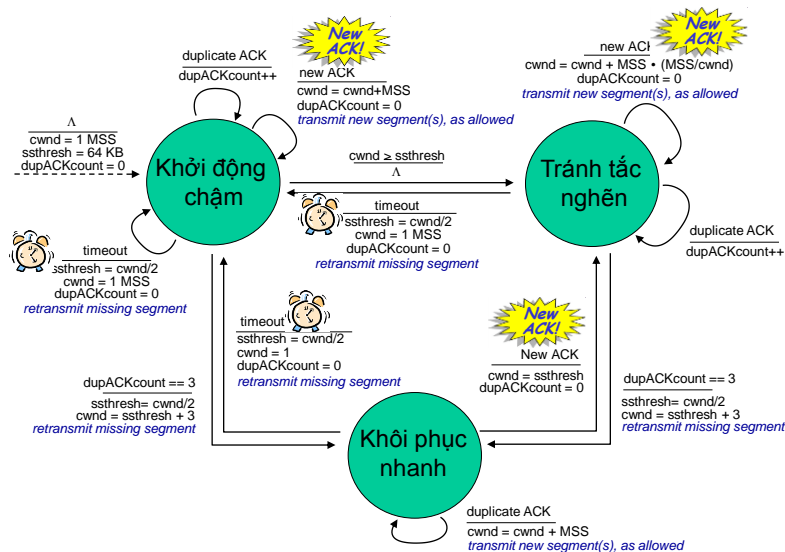 New
ACK!
duplicate ACK
dupACKcount++
new ACK
cwnd = cwnd+MSS
dupACKcount = 0
transmit new segment(s), as allowed
New
ACK!
new ACK
cwnd = cwnd + MSS • (MSS/cwnd)
dupACKcount = 0
transmit new segment(s), as allowed
Λ
cwnd = 1 MSS
ssthresh = 64 KB
dupACKcount = 0
Khởi động
chậm
cwnd ≥ ssthresh
Λ
Tránh tắc
nghẽn
timeout
ssthresh = cwnd/2
cwnd = 1 MSS
dupACKcount = 0
retransmit missing segment
duplicate ACK
dupACKcount++
timeout
ssthresh = cwnd/2
cwnd = 1 MSS
dupACKcount = 0
retransmit missing segment
timeout
ssthresh = cwnd/2
cwnd = 1
dupACKcount = 0
retransmit missing segment
New
ACK!
New ACK
cwnd = ssthresh
dupACKcount = 0
dupACKcount == 3
ssthresh= cwnd/2
cwnd = ssthresh + 3
retransmit missing segment
dupACKcount == 3
ssthresh= cwnd/2
cwnd = ssthresh + 3
retransmit missing segment
Khôi phục
nhanh
duplicate ACK
cwnd = cwnd + MSS
transmit new segment(s), as allowed